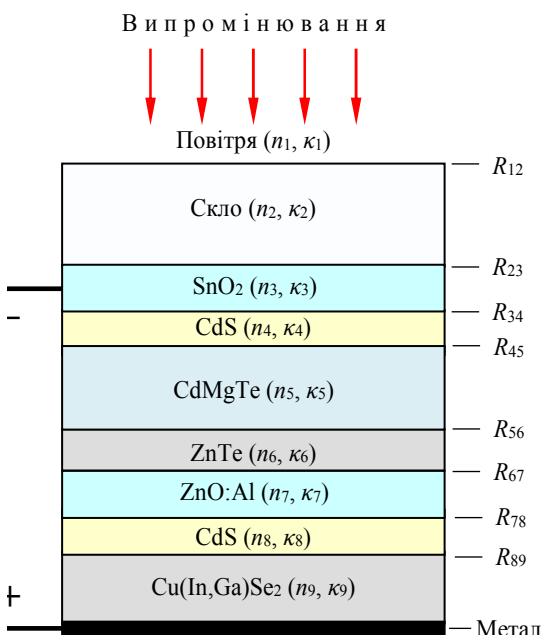 В и п р о м і н ю в а н н я
Повітря (n₁, κ₁)
R₁₂
Скло (n₂, κ₂)
R₂₃
SnO₂ (n₃, κ₃)
–
R₃₄
CdS (n₄, κ₄)
R₄₅
CdMgTe (n₅, κ₅)
R₅₆
ZnTe (n₆, κ₆)
R₆₇
ZnO:Al (n₇, κ₇)
R₇₈
CdS (n₈, κ₈)
R₈₉
Cu(In,Ga)Se₂ (n₉, κ₉)
+
Метал